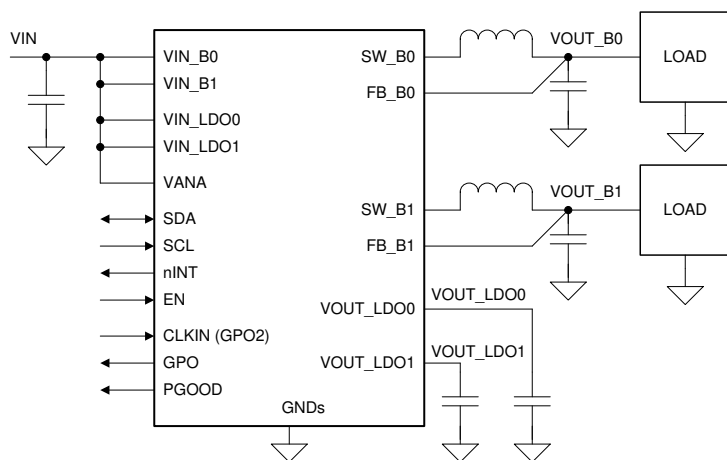 VIN
VIN_B0
VIN_B1
VIN_LDO0
VIN_LDO1
VANA
SDA
SCL
nINT
EN
CLKIN (GPO2)
GPO
PGOOD
GNDs
SW_B0
FB_B0
SW_B1
FB_B1
VOUT_LDO0
VOUT_LDO1
VOUT_B0
LOAD
VOUT_B1
LOAD
VOUT_LDO0
VOUT_LDO1